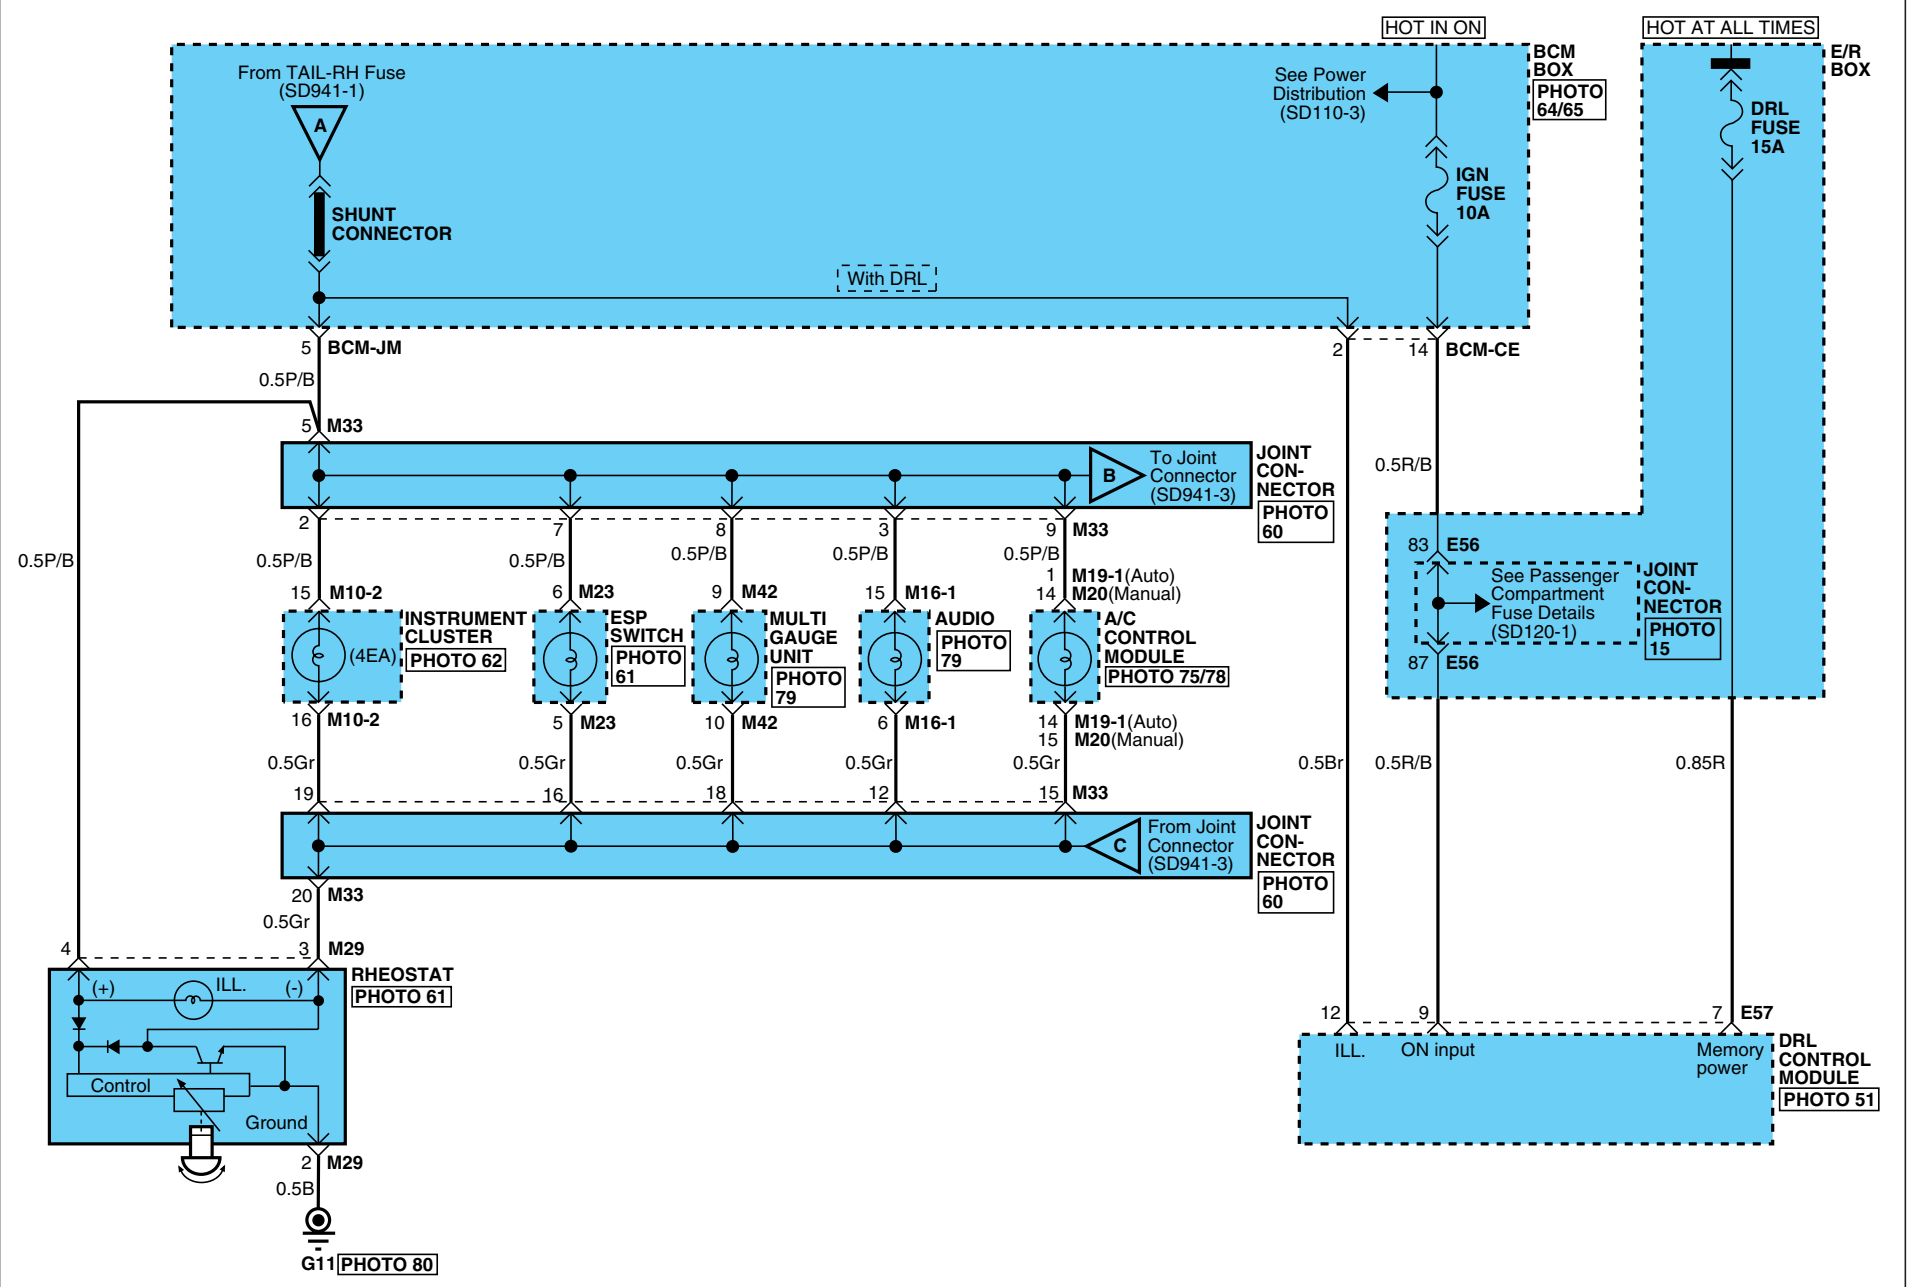 HOT IN ON
HOT AT ALL TIMES
From TAIL-RH Fuse
(SD941-1)
A
SHUNT
CONNECTOR
See Power
Distribution
(SD110-3)
BCM
BOX
PHOTO
64/65
E/R
BOX
DRL
FUSE
15A
IGN
FUSE
10A
With DRL
5 BCM-JM
2 14 BCM-CE
0.5P/B
5 M33
B
To Joint
Connector
(SD941-3)
JOINT
CON-
NECTOR
PHOTO
60
0.5R/B
2 7 8 3 9 M33
0.5P/B 0.5P/B 0.5P/B 0.5P/B 0.5P/B 0.5P/B
1 M19-1(Auto)
15 M10-2 6 M23 9 M42 15 M16-1 14 M20(Manual)
(4EA)
INSTRUMENT
CLUSTER
PHOTO 62
ESP
SWITCH
PHOTO
61
MULTI
GAUGE
UNIT
PHOTO
79
AUDIO
PHOTO
79
A/C
CONTROL
MODULE
PHOTO 75/78
83 E56
See Passenger
Compartment
Fuse Details
(SD120-1)
JOINT
CON-
NECTOR
PHOTO
15
87 E56
16 M10-2 5 M23 10 M42 6 M16-1 14 M19-1(Auto)
15 M20(Manual)
0.5Gr 0.5Gr 0.5Gr 0.5Gr 0.5Gr 0.5Br 0.5R/B 0.85R
19 16 18 12 15 M33
C
From Joint
Connector
(SD941-3)
JOINT
CON-
NECTOR
PHOTO
60
20 M33
0.5Gr
4 3 M29
(+) ILL. (-)
RHEOSTAT
PHOTO 61
Control
Ground
2 M29
0.5B
G11 PHOTO 80
12 9 7 E57
ILL. ON input Memory
power
DRL
CONTROL
MODULE
PHOTO 51